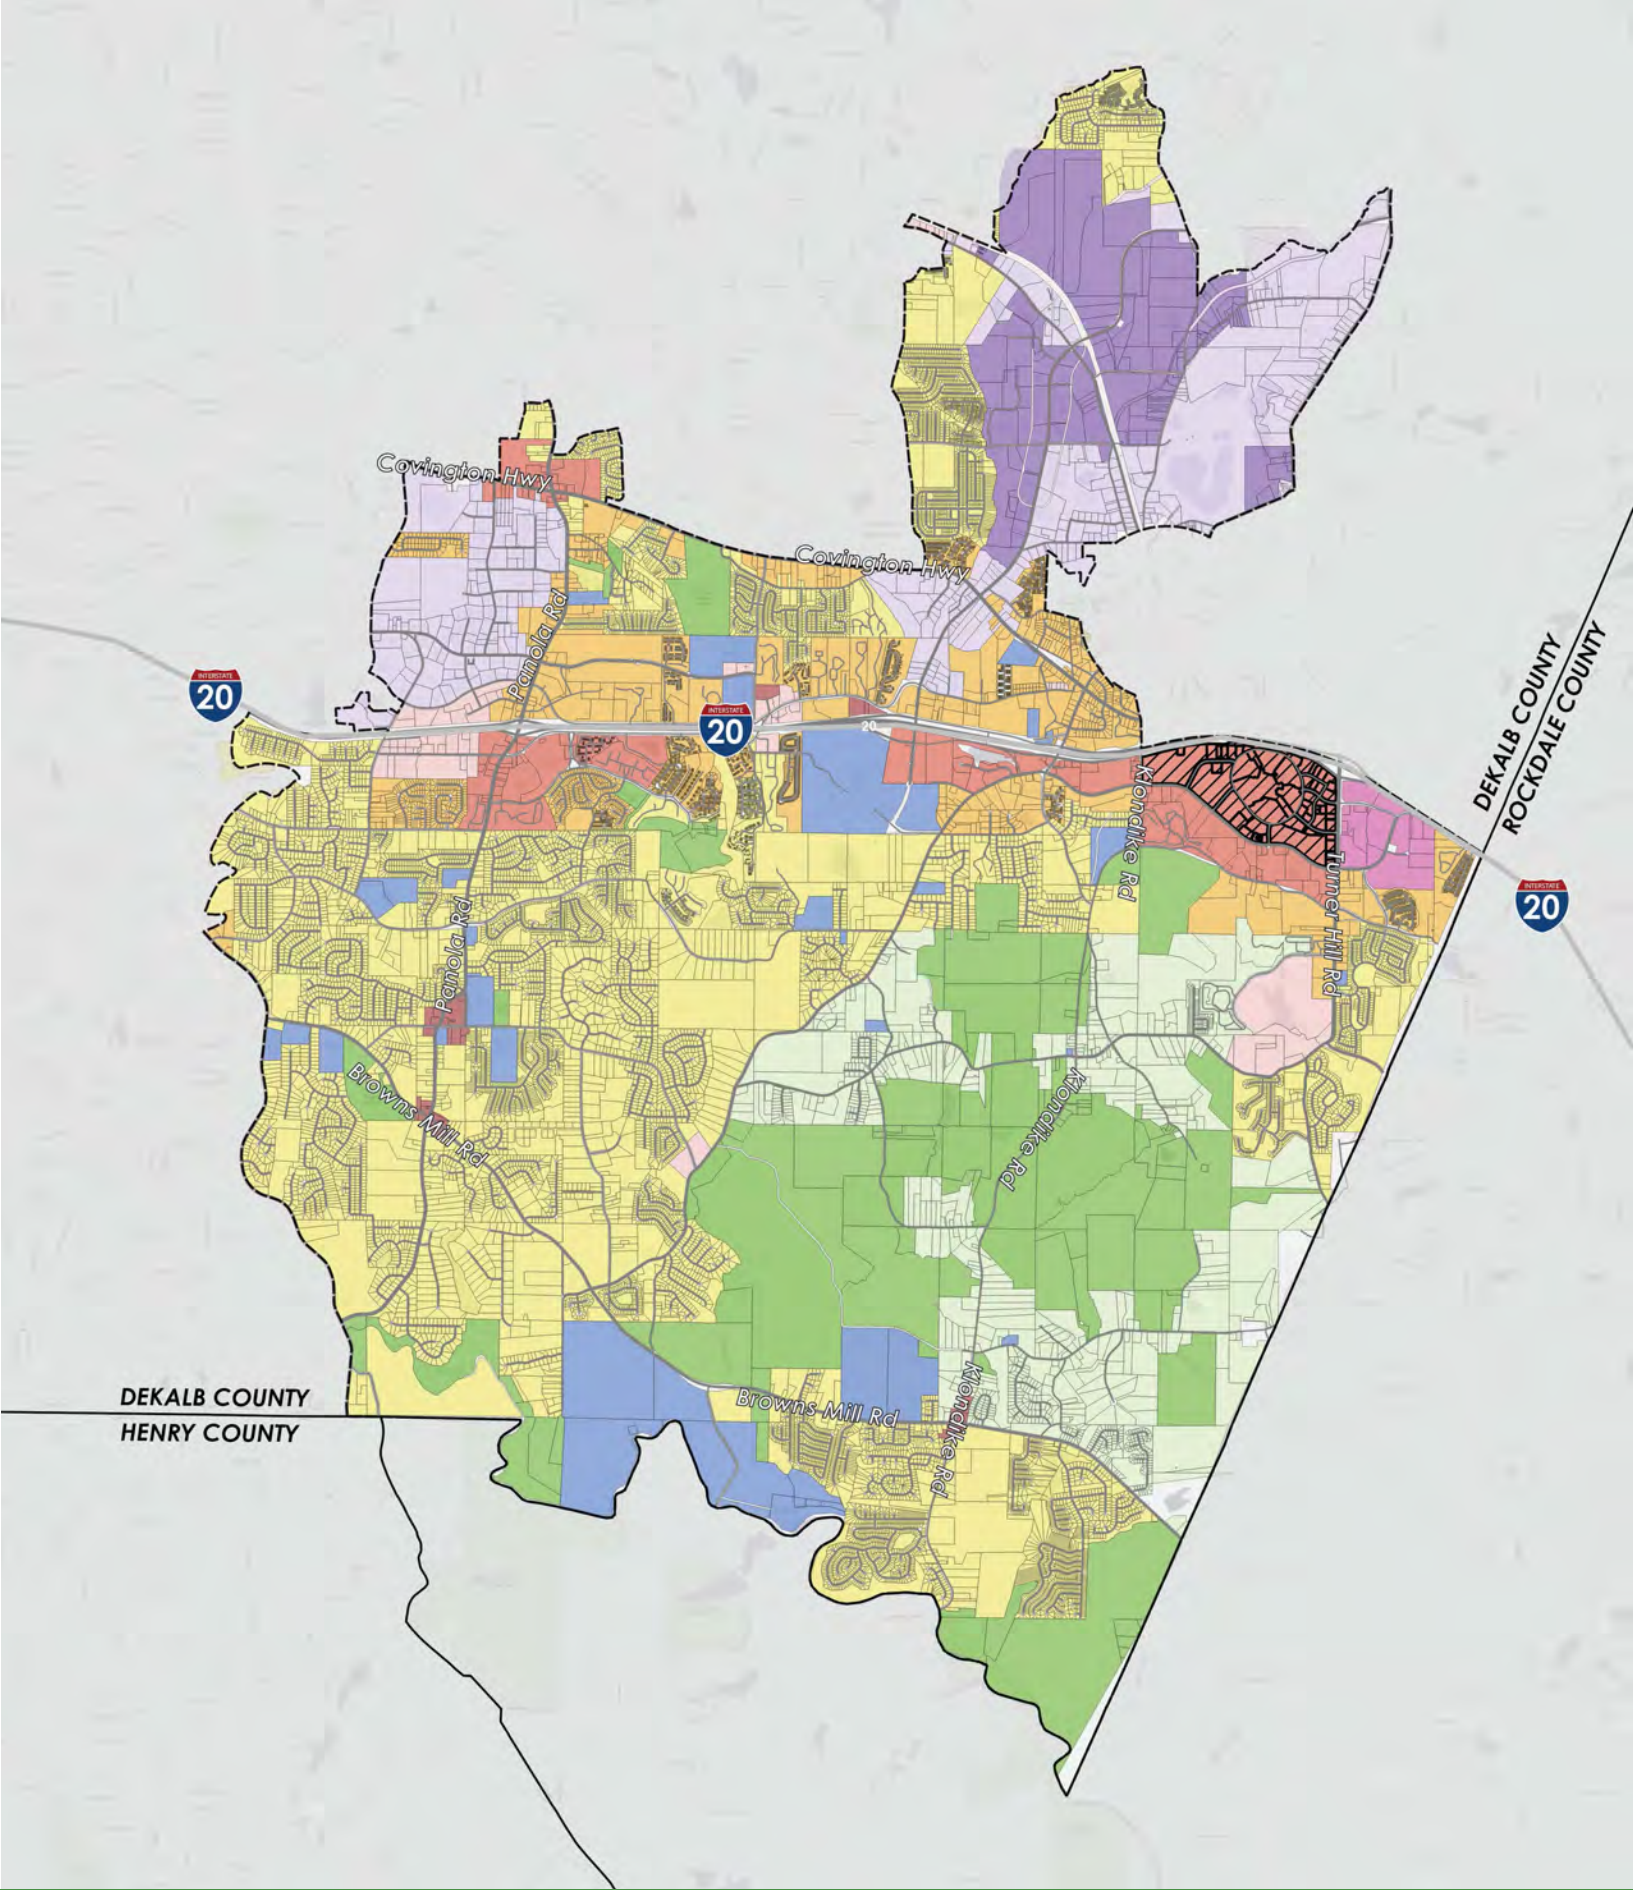 Covington Hwy
Covington Hwy
Panola Rd
INTERSTATE
20
INTERSTATE
20
20
DEKALB COUNTY
ROCKDALE COUNTY
Klondike Rd
Turner Hill Rd
INTERSTATE
20
Panola Rd
Browns Mill Rd
Klondike Rd
DEKALB COUNTY
HENRY COUNTY
Browns Mill Rd
Klondike Rd